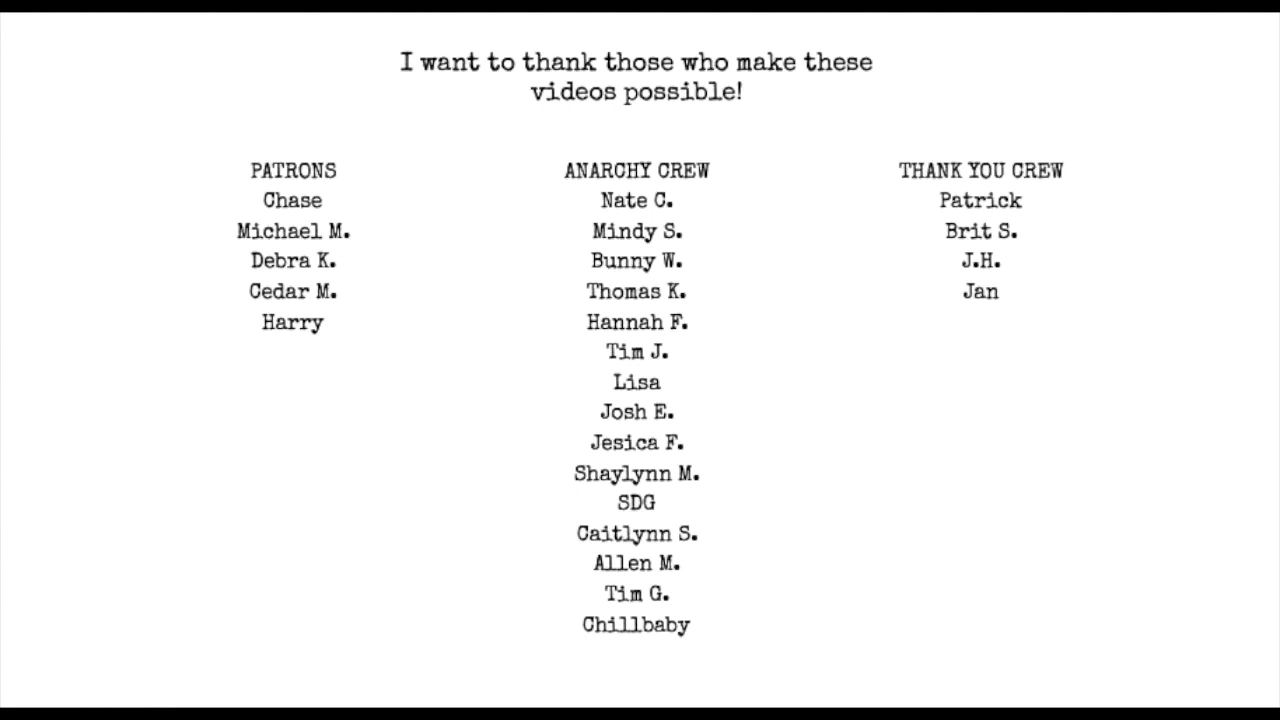 I want to thank those who make these
videos possible!
PATRONS
Chase
Michael M.
Debra K.
Cedar M.
Harry
ANARCHY CREW
Nate C.
Mindy S.
Bunny W.
Thomas K.
Hannah F.
Tim J.
Lisa
Josh E.
Jesica F.
Shaylynn M.
SDG
Caitlynn S.
Allen M.
Tim G.
Chillbaby
THANK YOU CREW
Patrick
Brit S.
J.H.
Jan